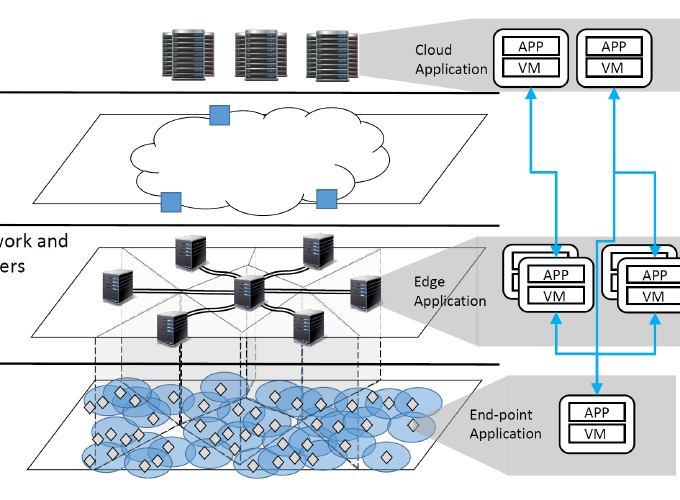 Cloud
Application
APP
VM
APP
VM
work and
ers
Edge
Application
APP
VM
APP
VM
End-point
Application
APP
VM